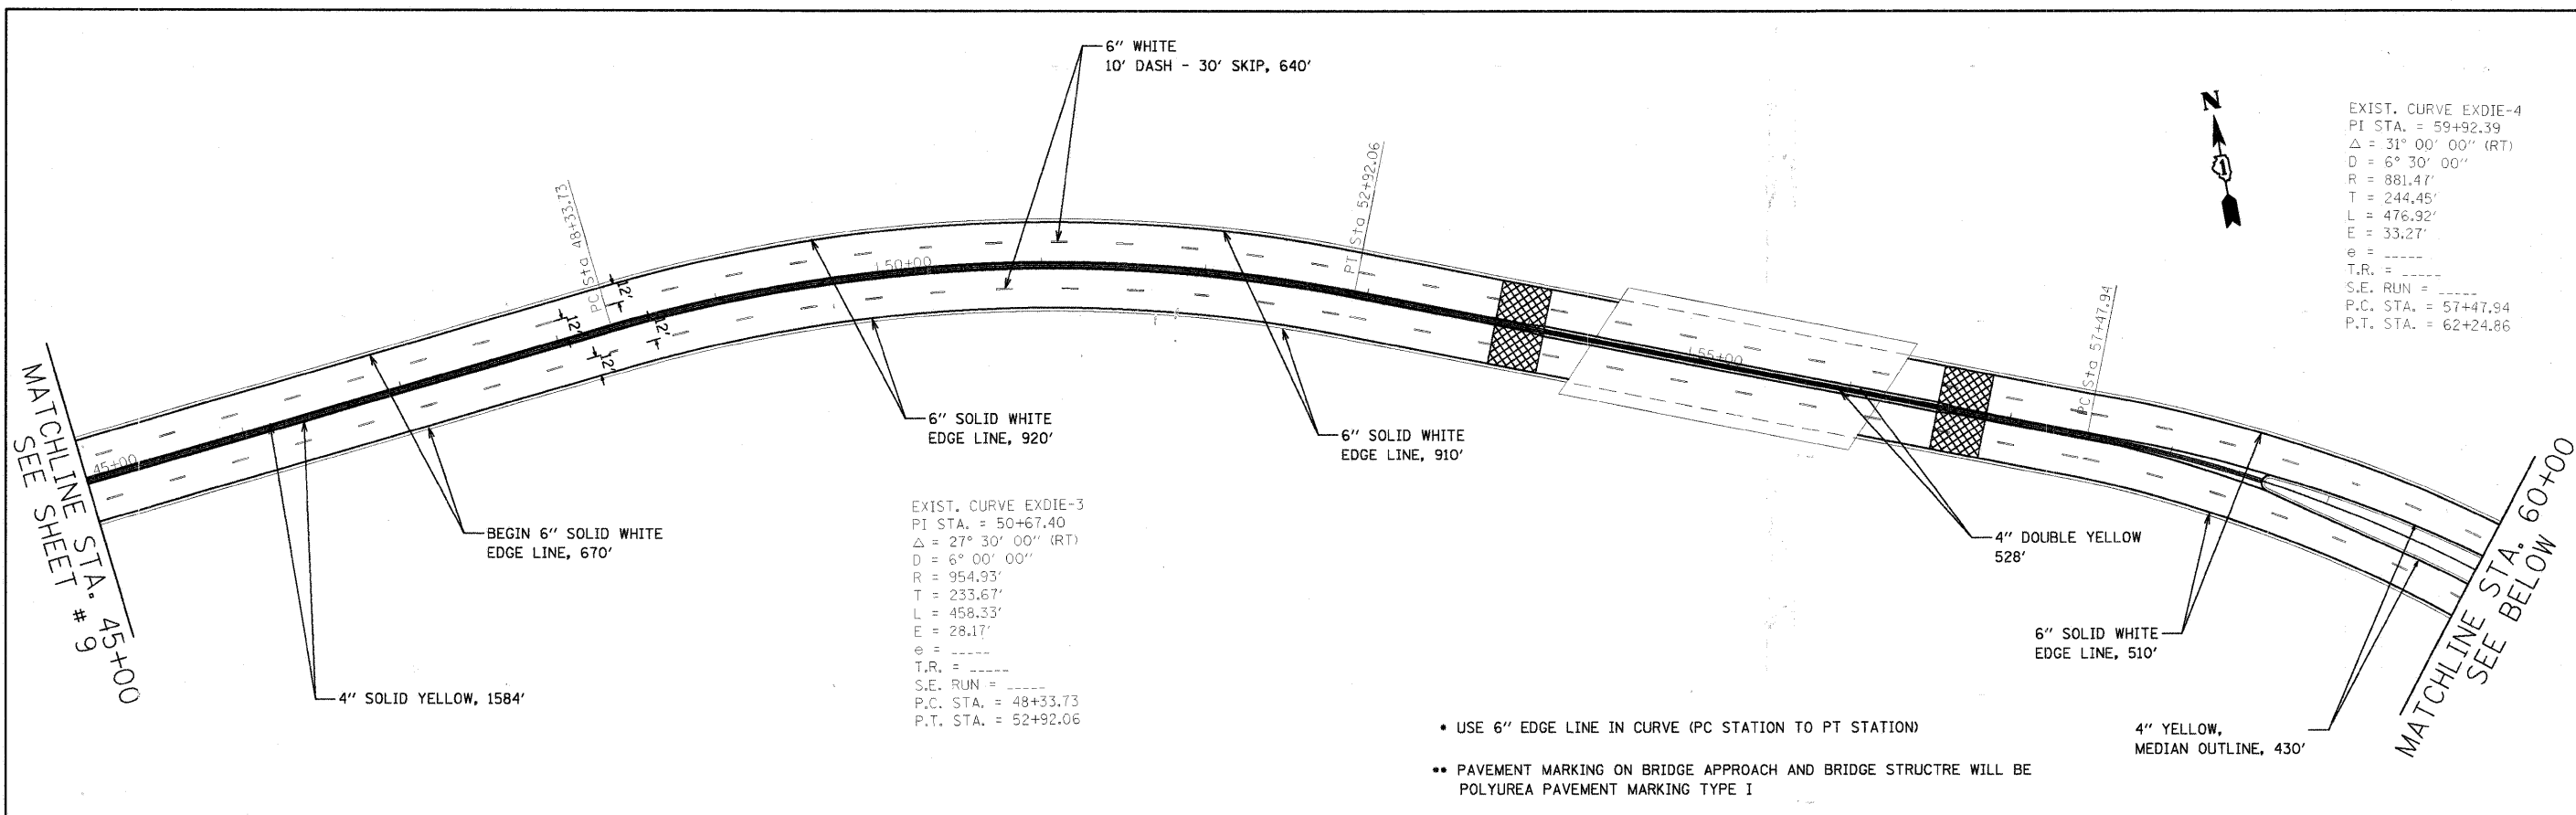 6" WHITE
10' DASH - 30' SKIP, 640'
N
EXIST. CURVE EXDIE-4
PI STA. = 59+92.39
Δ = 31° 00' 00" (RT)
D = 6° 30' 00"
R = 881.47'
T = 244.45'
L = 476.92'
E = 33.27'
e = _____
T.R. = _____
S.E. RUN = _____
P.C. STA. = 57+47.94
P.T. STA. = 62+24.86
PC Sta 48+33.73
PT Sta 52+92.06
PC Sta 57+47.94
50+00
55+00
45+00
12'
12'
12'
12'
MATCHLINE STA. 45+00
SEE SHEET # 9
6" SOLID WHITE
EDGE LINE, 920'
6" SOLID WHITE
EDGE LINE, 910'
BEGIN 6" SOLID WHITE
EDGE LINE, 670'
EXIST. CURVE EXDIE-3
PI STA. = 50+67.40
Δ = 27° 30' 00" (RT)
D = 6° 00' 00"
R = 954.93'
T = 233.67'
L = 458.33'
E = 28.17'
e = _____
T.R. = _____
S.E. RUN = _____
P.C. STA. = 48+33.73
P.T. STA. = 52+92.06
4" SOLID YELLOW, 1584'
4" DOUBLE YELLOW
528'
6" SOLID WHITE
EDGE LINE, 510'
4" YELLOW,
MEDIAN OUTLINE, 430'
MATCHLINE STA. 60+00
SEE BELOW
* USE 6" EDGE LINE IN CURVE (PC STATION TO PT STATION)
** PAVEMENT MARKING ON BRIDGE APPROACH AND BRIDGE STRUCTRE WILL BE
POLYUREA PAVEMENT MARKING TYPE I